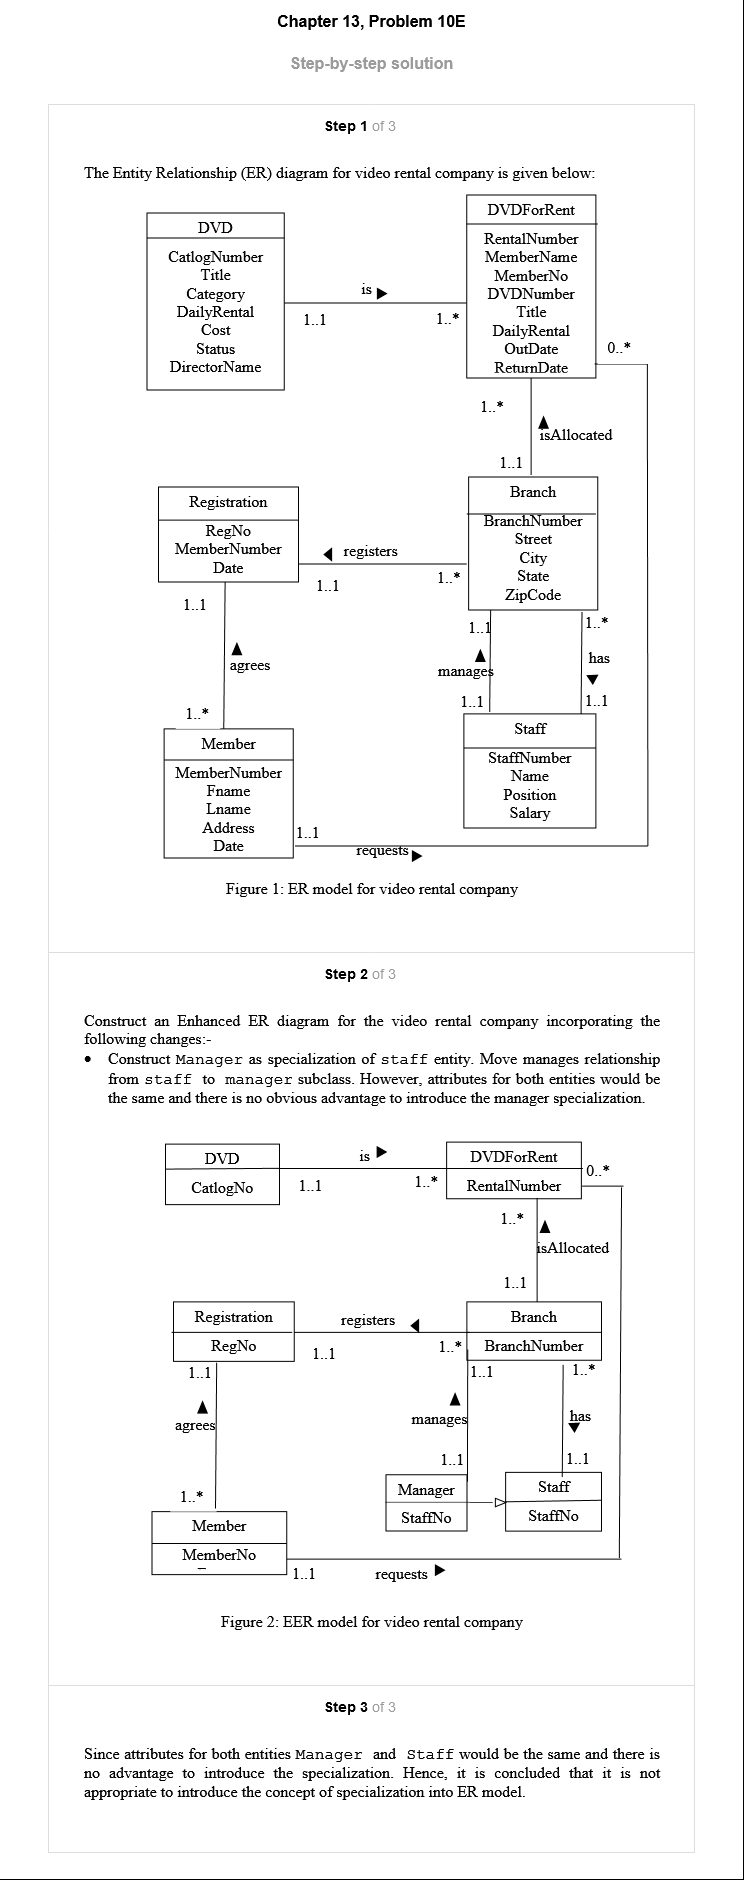 Chapter 13, Problem 10E
Step-by-step solution
Step 1 of 3
The Entity Relationship (ER) diagram for video rental company is given below:
DVD
CatlogNumber
Title
Category
DailyRental
Cost
Status
DirectorName
is
1..1
1..*
DVDForRent
RentalNumber
MemberName
MemberNo
DVDNumber
Title
DailyRental
OutDate
ReturnDate
0..*
1..*
isAllocated
1..1
Registration
RegNo
MemberNumber
Date
registers
1..1
1..*
Branch
BranchNumber
Street
City
State
ZipCode
1..1
agrees
1..*
1..1
manages
1..1
1..*
has
1..1
Member
MemberNumber
Fname
Lname
Address
Date
Staff
StaffNumber
Name
Position
Salary
1..1
requests
Figure 1: ER model for video rental company
Step 2 of 3
Construct an Enhanced ER diagram for the video rental company incorporating the
following changes:-
• Construct Manager as specialization of staff entity. Move manages relationship
from staff to manager subclass. However, attributes for both entities would be
the same and there is no obvious advantage to introduce the manager specialization.
DVD
CatlogNo
is
1..1
1..*
DVDForRent
RentalNumber
0..*
1..*
isAllocated
1..1
Registration
RegNo
registers
1..1
1..*
Branch
BranchNumber
1..1
agrees
1..*
1..1
manages
1..1
1..*
has
1..1
Manager
StaffNo
Staff
StaffNo
Member
MemberNo
1..1
requests
Figure 2: EER model for video rental company
Step 3 of 3
Since attributes for both entities Manager and Staff would be the same and there is
no advantage to introduce the specialization. Hence, it is concluded that it is not
appropriate to introduce the concept of specialization into ER model.